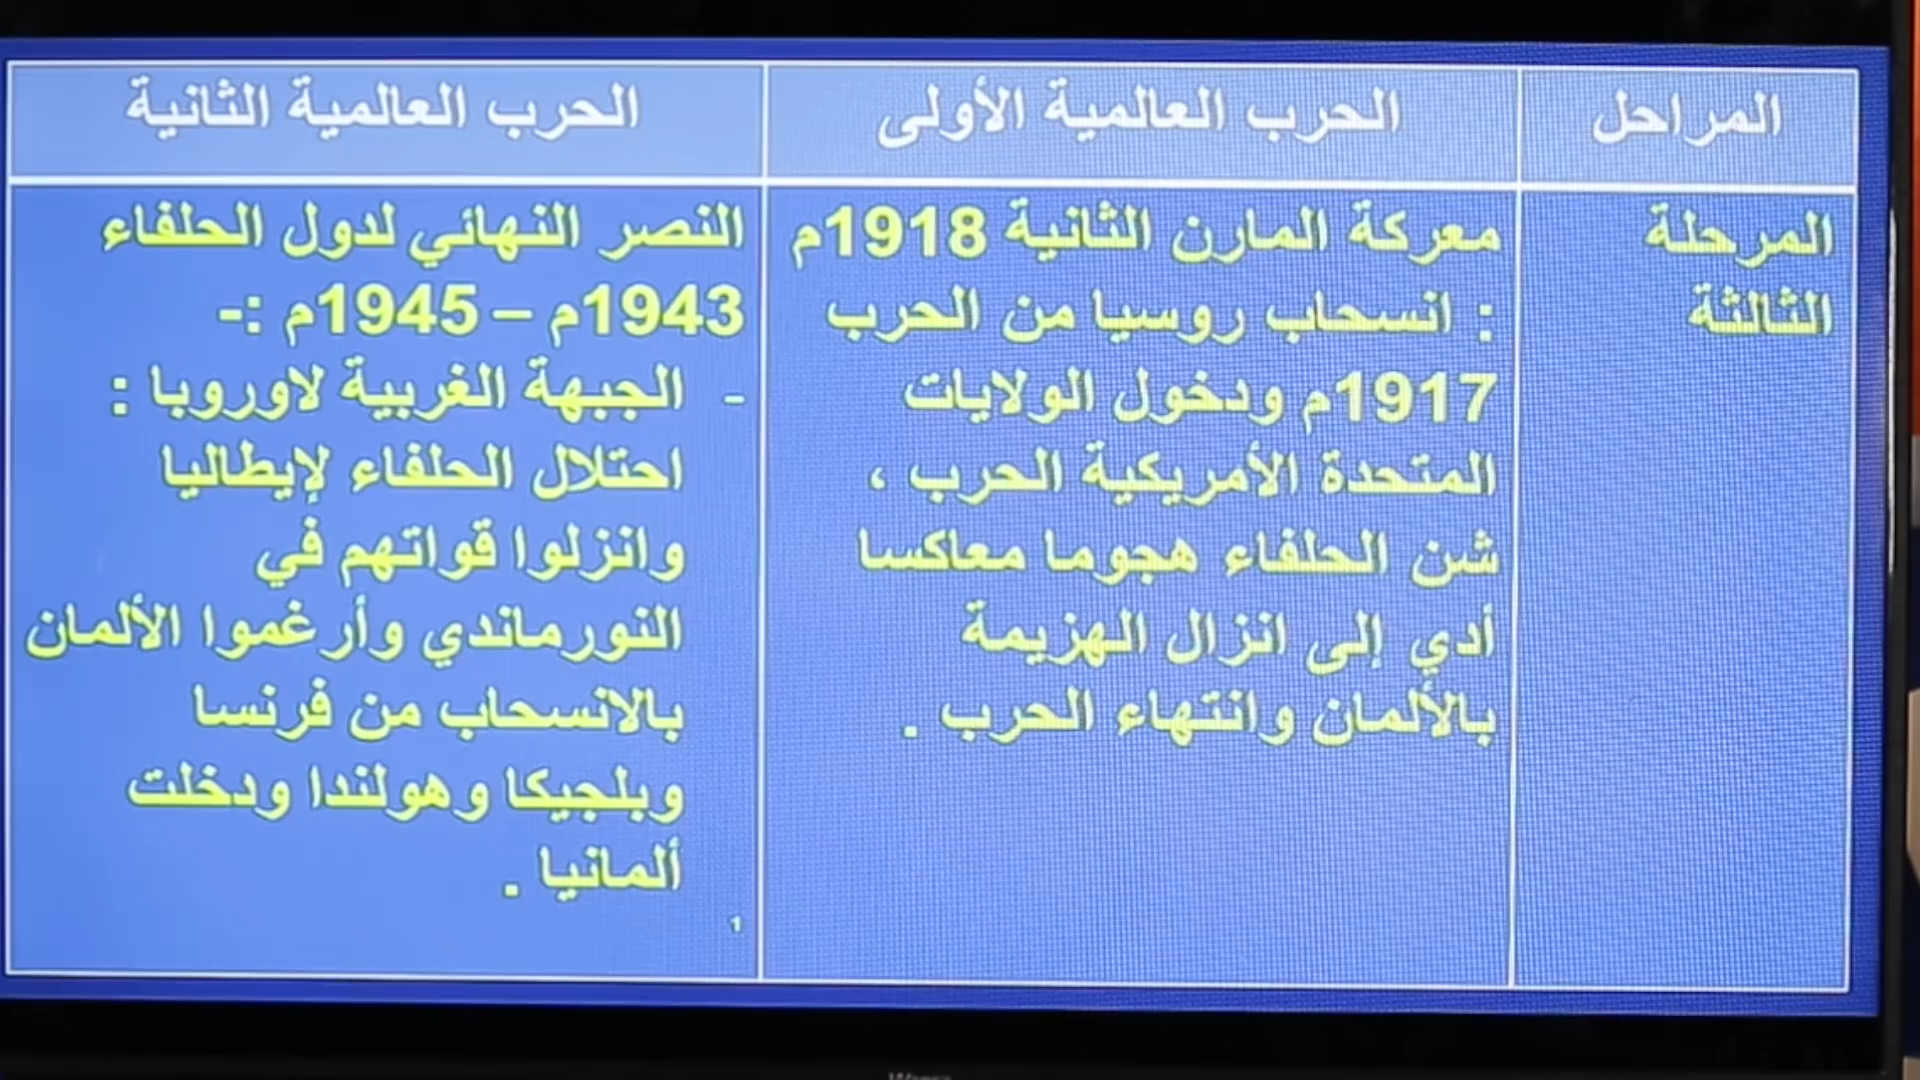 المراحل
الحرب العالمية الأولى
الحرب العالمية الثانية
المرحلة
الثالثة
معركة المارن الثانية 1918م
: انسحاب روسيا من الحرب
1917م ودخول الولايات
المتحدة الأمريكية الحرب ،
شن الحلفاء هجوما معاكسا
أدي إلى انزال الهزيمة
بالألمان وانتهاء الحرب .
النصر النهائي لدول الحلفاء
1943م – 1945م :-
- الجبهة الغربية لاوروبا :
احتلال الحلفاء لإيطاليا
وانزلوا قواتهم في
النورماندي وأرغموا الألمان
بالانسحاب من فرنسا
وبلجيكا وهولندا ودخلت
ألمانيا .
1